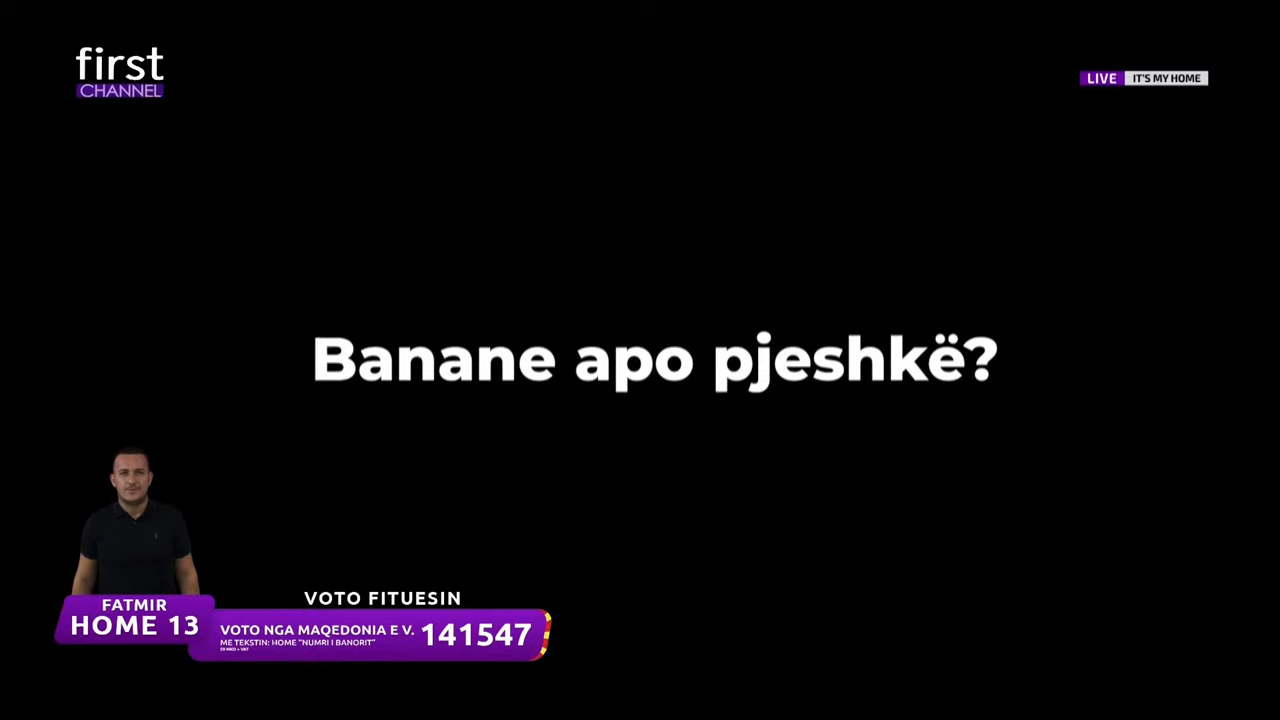 first
CHANNEL
LIVE IT'S MY HOME
Banane apo pjeshkë?
FATMIR
HOME 13
VOTO FITUESIN
VOTO NGA MAQEDONIA E V. 141547
ME TEKSTIN: HOME "NUMRI I BANORIT"